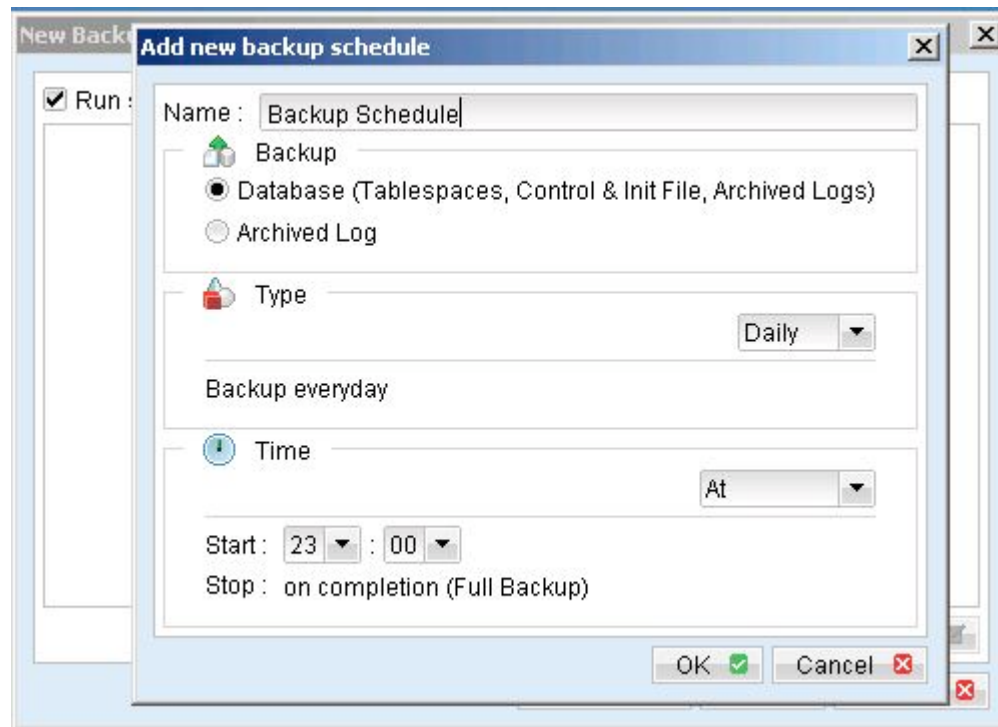 New Backu
Add new backup schedule
Run s
Name : Backup Schedule
Backup
Database (Tablespaces, Control & Init File, Archived Logs)
Archived Log
Type
Daily
Backup everyday
Time
At
Start : 23 : 00
Stop : on completion (Full Backup)
OK Cancel